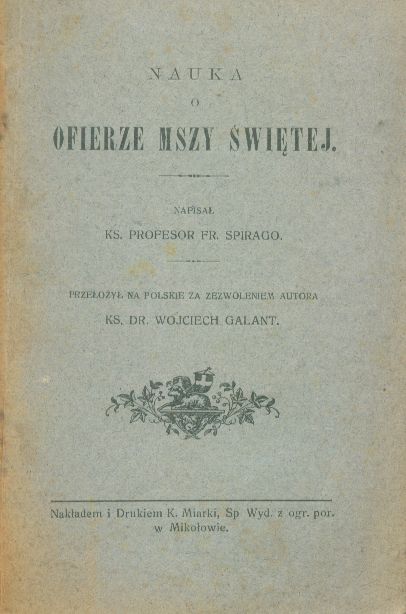 NAUKA
O
OFIERZE MSZY ŚWIĘTEJ.
NAPISAŁ
KS. PROFESOR FR. SPIRAGO.
PRZEŁOŻYŁ NA POLSKIE ZA ZEZWOLENIEM AUTORA
KS. DR. WOJCIECH GALANT.
Nakładem i Drukiem K. Miarki, Sp Wyd. z ogr. por.
w Mikołowie.